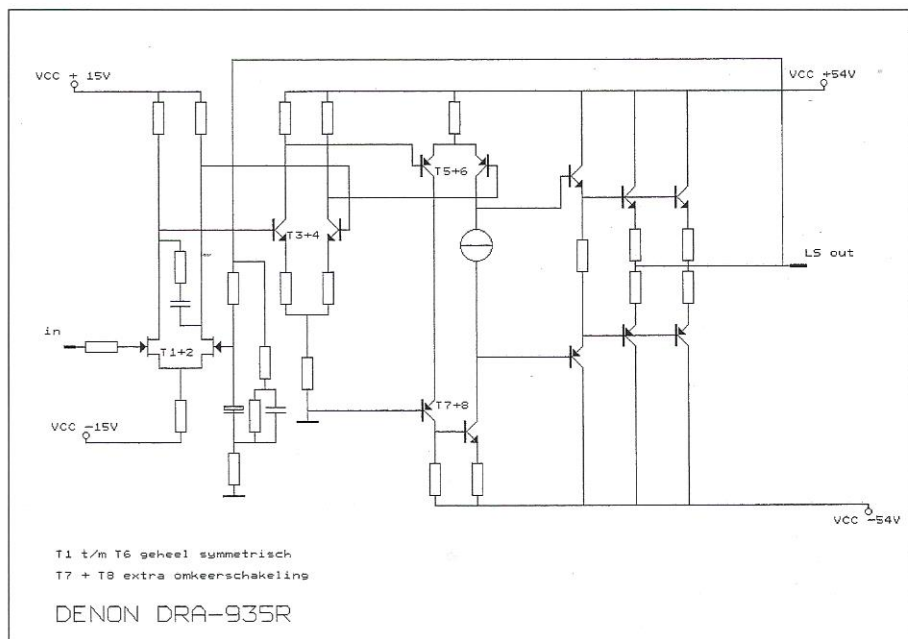 VCC + 15V
VCC +54V
T5+6
T3+4
LS out
in
T1+2
T7+8
VCC -15V
VCC -54V
T1 t/m T6 geheel symmetrisch
T7 + T8 extra omkeerschakeling
DENON DRA-935R